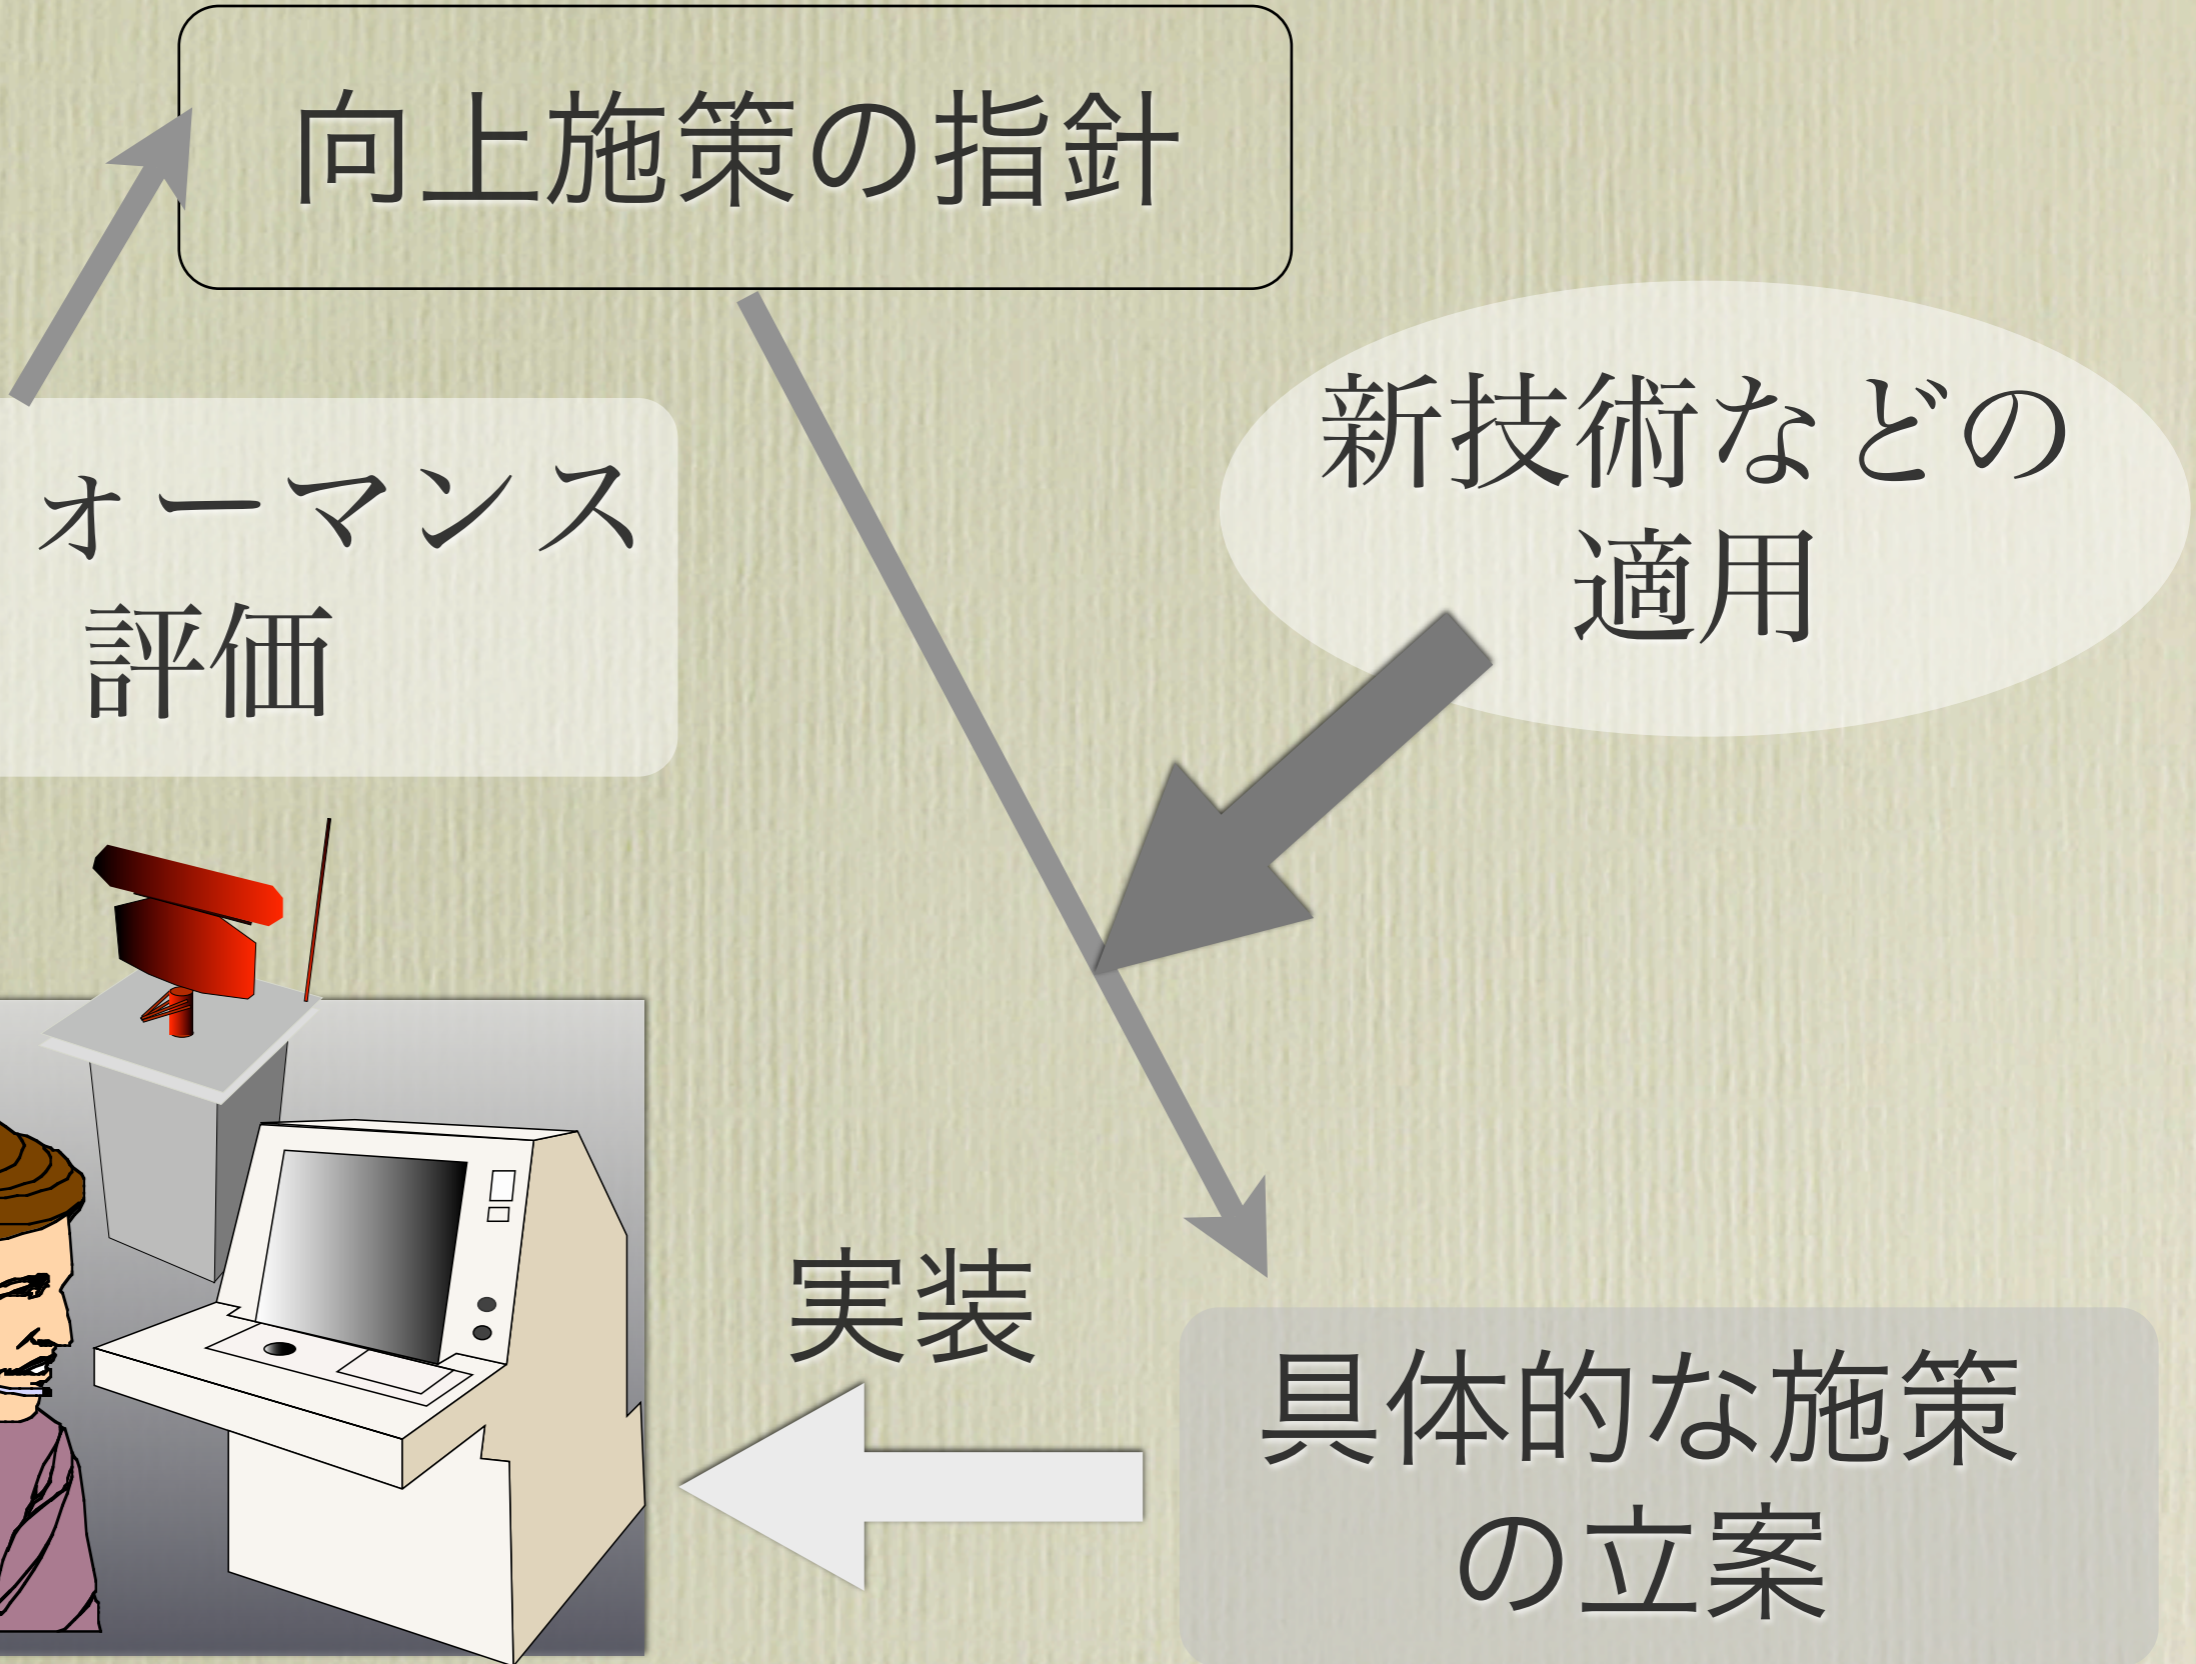 向上施策の指針
新技術などの
適用
ォーマンス
評価
実装
具体的な施策
の立案